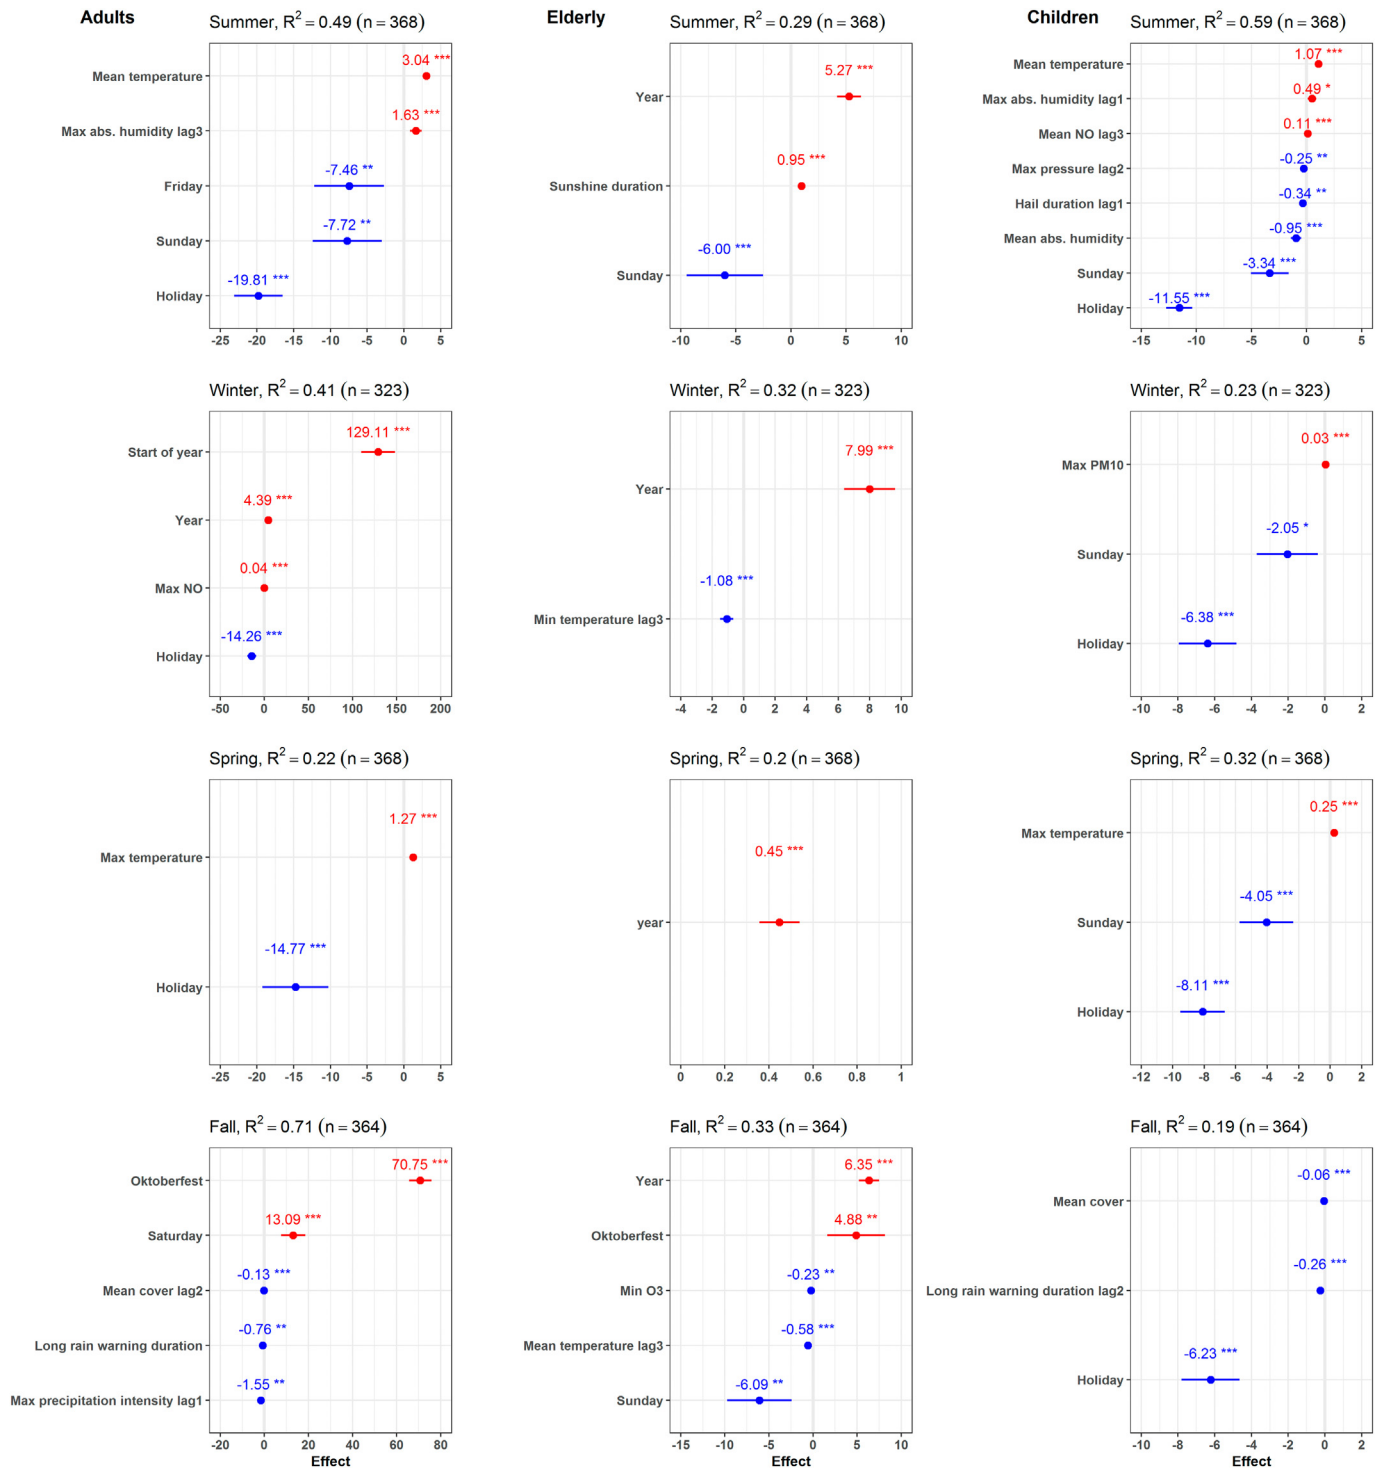 Adults
Summer, R² = 0.49 (n = 368)
Mean temperature
3.04 ***
Max abs. humidity lag3
1.63 ***
Friday
-7.46 **
Sunday
-7.72 **
Holiday
-19.81 ***
-25 -20 -15 -10 -5 0 5
Elderly
Summer, R² = 0.29 (n = 368)
Year
5.27 ***
Sunshine duration
0.95 ***
Sunday
-6.00 ***
-10 -5 0 5 10
Children
Summer, R² = 0.59 (n = 368)
Mean temperature
1.07 ***
Max abs. humidity lag1
0.49 *
Mean NO lag3
0.11 ***
Max pressure lag2
-0.25 **
Hail duration lag1
-0.34 **
Mean abs. humidity
-0.95 ***
Sunday
-3.34 ***
Holiday
-11.55 ***
-15 -10 -5 0 5
Winter, R² = 0.41 (n = 323)
Start of year
129.11 ***
Year
4.39 ***
Max NO
0.04 ***
Holiday
-14.26 ***
-50 0 50 100 150 200
Winter, R² = 0.32 (n = 323)
Year
7.99 ***
Min temperature lag3
-1.08 ***
-4 -2 0 2 4 6 8 10
Winter, R² = 0.23 (n = 323)
Max PM10
0.03 ***
Sunday
-2.05 *
Holiday
-6.38 ***
-10 -8 -6 -4 -2 0 2
Spring, R² = 0.22 (n = 368)
Max temperature
1.27 ***
Holiday
-14.77 ***
-25 -20 -15 -10 -5 0 5
Spring, R² = 0.2 (n = 368)
year
0.45 ***
0 0.2 0.4 0.6 0.8 1
Spring, R² = 0.32 (n = 368)
Max temperature
0.25 ***
Sunday
-4.05 ***
Holiday
-8.11 ***
-12 -10 -8 -6 -4 -2 0 2
Fall, R² = 0.71 (n = 364)
Oktoberfest
70.75 ***
Saturday
13.09 ***
Mean cover lag2
-0.13 ***
Long rain warning duration
-0.76 **
Max precipitation intensity lag1
-1.55 **
-20 0 20 40 60 80
Effect
Fall, R² = 0.33 (n = 364)
Year
6.35 ***
Oktoberfest
4.88 **
Min O3
-0.23 **
Mean temperature lag3
-0.58 ***
Sunday
-6.09 **
-15 -10 -5 0 5 10
Effect
Fall, R² = 0.19 (n = 364)
Mean cover
-0.06 ***
Long rain warning duration lag2
-0.26 ***
Holiday
-6.23 ***
-10 -8 -6 -4 -2 0 2
Effect